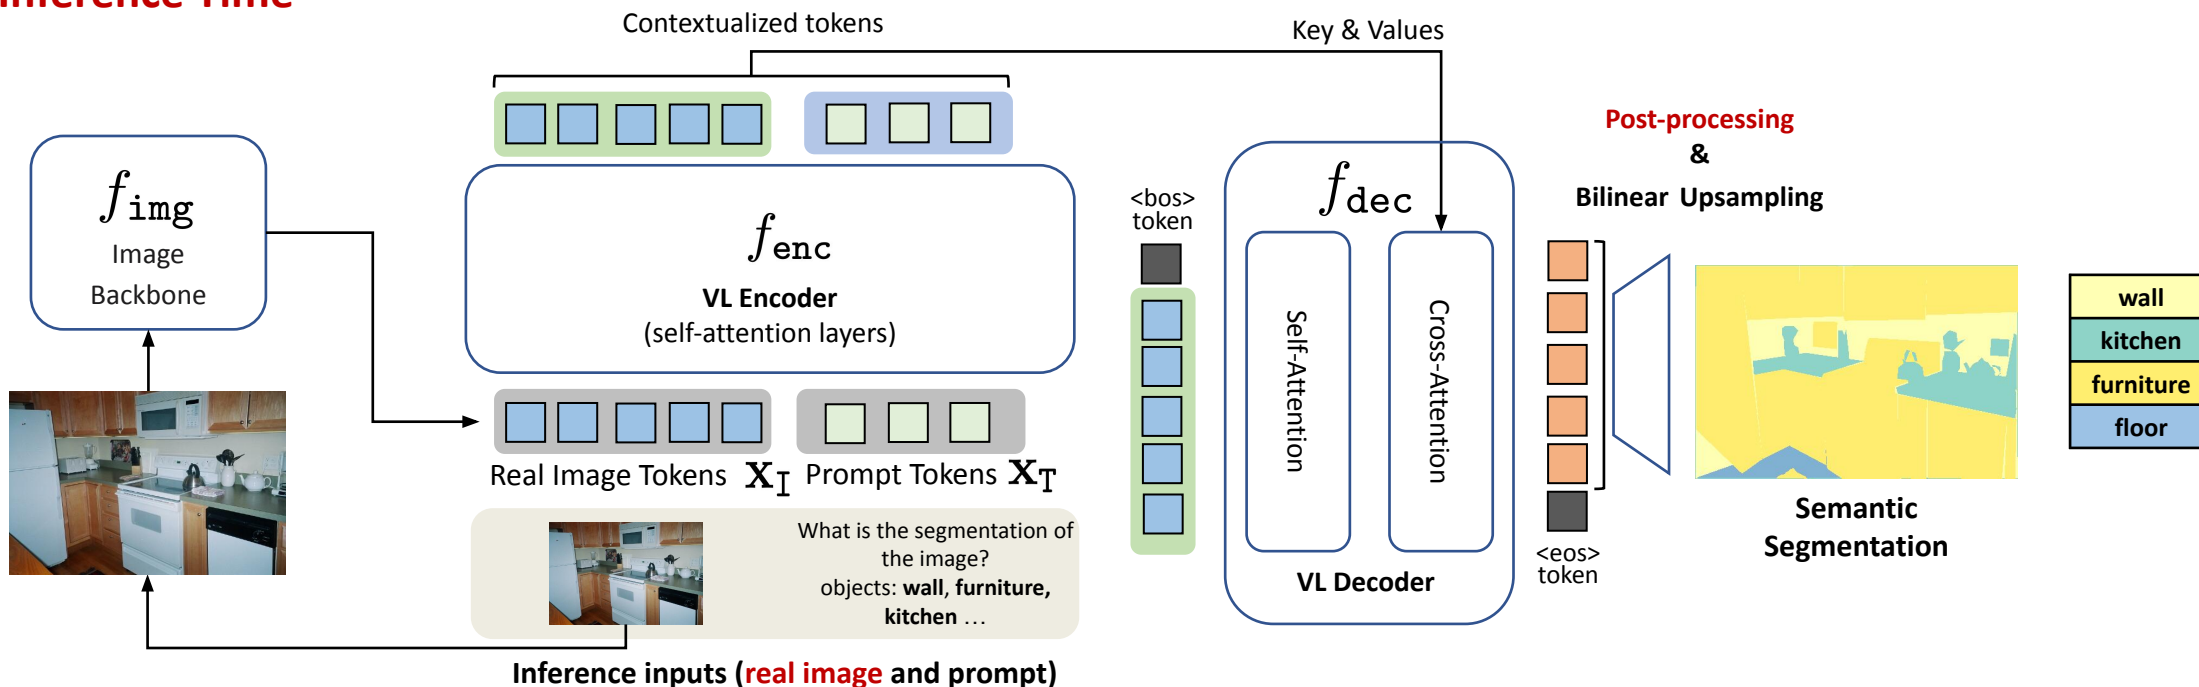 Inference Time
Contextualized tokens
Key & Values
f_img
Image
Backbone
f_enc
VL Encoder
(self-attention layers)
Real Image Tokens X_I
Prompt Tokens X_T
What is the segmentation of
the image?
objects: wall, furniture,
kitchen ...
Inference inputs (real image and prompt)
<bos>
token
f_dec
Self-Attention
Cross-Attention
VL Decoder
Post-processing
&
Bilinear Upsampling
<eos>
token
Semantic
Segmentation
wall
kitchen
furniture
floor